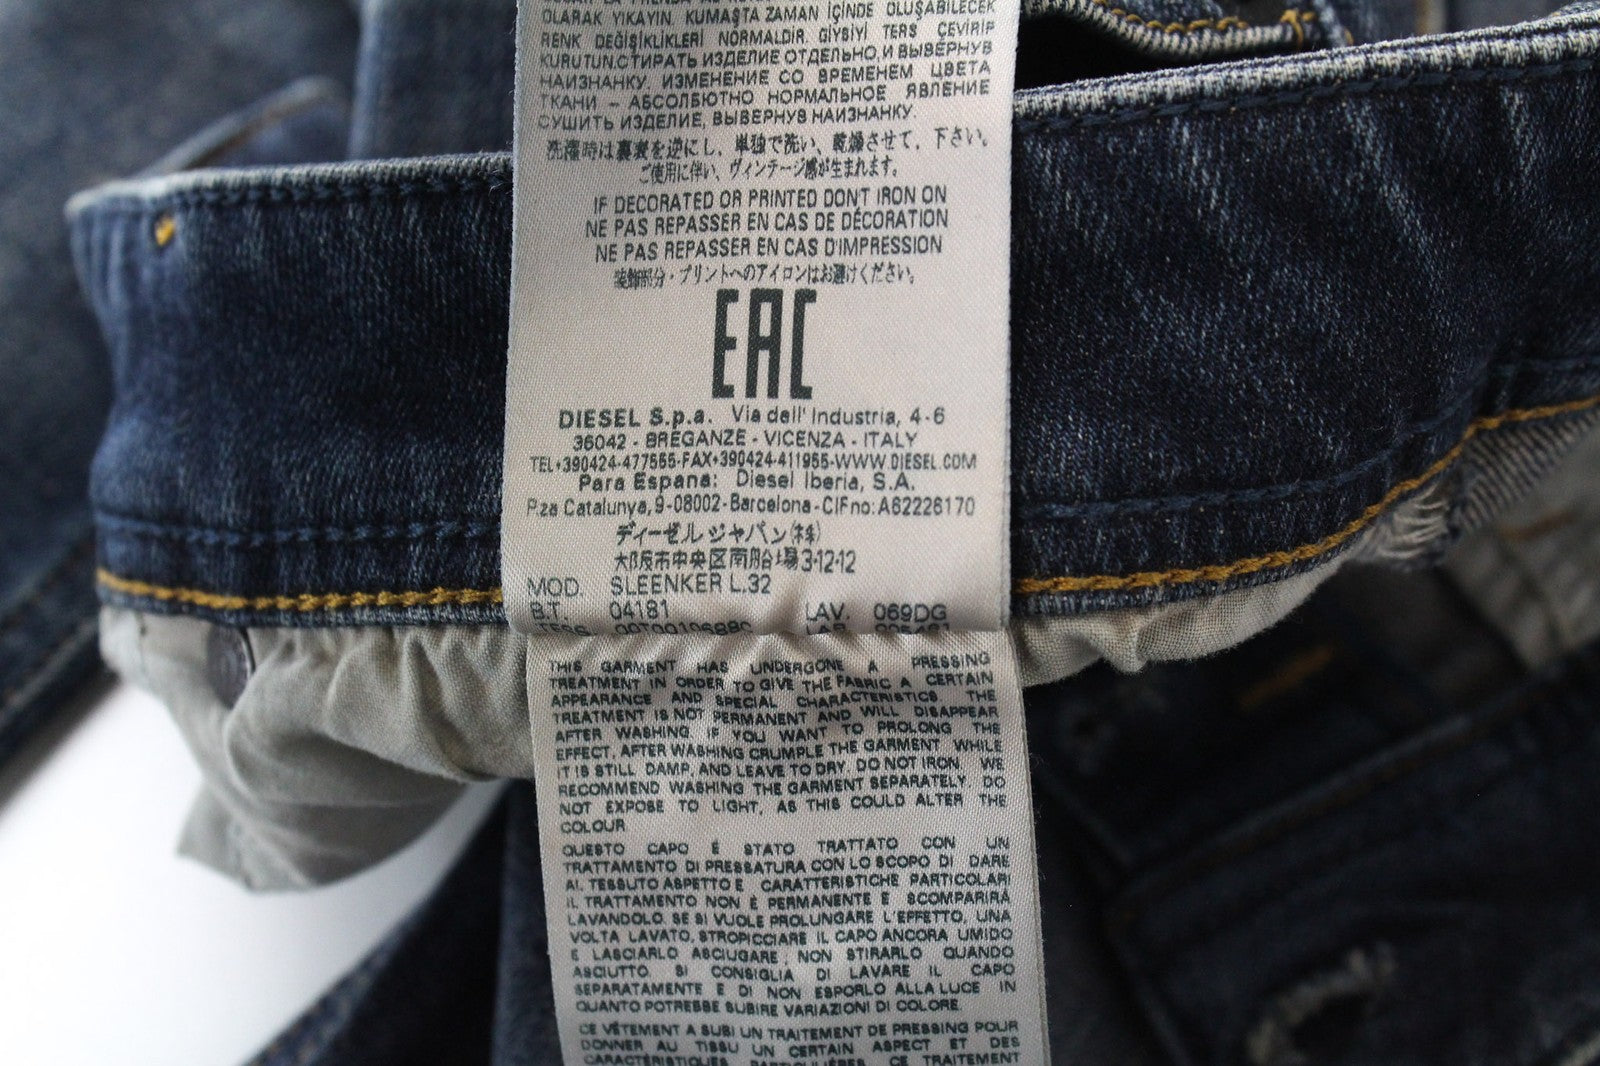 OLARAK YIKAYIN. KUMAŞTA ZAMAN İÇİNDE OLUŞABİLECEK
RENK DEĞİŞİKLİKLERİ NORMALDİR. GİYSİYİ TERS ÇEVİRİP
KURUTUN.СТИРАТЬ ИЗДЕЛИЕ ОТДЕЛЬНО, И ВЫВЕРНУВ
НАИЗНАНКУ. ИЗМЕНЕНИЕ СО ВРЕМЕНЕМ ЦВЕТА
ТКАНИ – АБСОЛБЮТНО НОРМАЛЬНОЕ ЯВЛЕНИЕ
СУШИТЬ ИЗДЕЛИЕ, ВЫВЕРНУВ НАИЗНАНКУ.
洗濯時は裏表を逆にし、単独で洗い、乾燥させて、下さい。
ご使用に伴い、ヴィンテージ感が生まれます。
IF DECORATED OR PRINTED DON'T IRON ON
NE PAS REPASSER EN CAS DE DÉCORATION
NE PAS REPASSER EN CAS D'IMPRESSION
装飾部分・プリントへのアイロンはお避けください。
EAC
DIESEL S.p.a. Via dell' Industria, 4-6
36042 - BREGANZE - VICENZA - ITALY
TEL+390424-477555-FAX+390424-411955-WWW.DIESEL.COM
Para Espana: Diesel Iberia, S.A.
P.za Catalunya, 9-08002-Barcelona-CIFno:A62226170
ディーゼル ジャパン(株)
大阪市中央区南船場3-12-12
MOD. SLEENKER L.32
B.T. 04181 LAV. 069DG
TESS. 00T0010688C LAB. 005461
THIS GARMENT HAS UNDERGONE A PRESSING
TREATMENT IN ORDER TO GIVE THE FABRIC A CERTAIN
APPEARANCE AND SPECIAL CHARACTERISTICS THE
TREATMENT IS NOT PERMANENT AND WILL DISAPPEAR
AFTER WASHING. IF YOU WANT TO PROLONG THE
EFFECT, AFTER WASHING CRUMPLE THE GARMENT WHILE
IT IS STILL DAMP, AND LEAVE TO DRY. DO NOT IRON. WE
RECOMMEND WASHING THE GARMENT SEPARATELY. DO
NOT EXPOSE TO LIGHT, AS THIS COULD ALTER THE
COLOUR
QUESTO CAPO È STATO TRATTATO CON UN
TRATTAMENTO DI PRESSATURA CON LO SCOPO DI DARE
AL TESSUTO ASPETTO E CARATTERISTICHE PARTICOLARI
IL TRATTAMENTO NON È PERMANENTE E SCOMPARIRÀ
LAVANDOLO. SE SI VUOLE PROLUNGARE L'EFFETTO, UNA
VOLTA LAVATO, STROPICCIARE IL CAPO ANCORA UMIDO
E LASCIARLO ASCIUGARE; NON STIRARLO QUANDO
ASCIUTTO. SI CONSIGLIA DI LAVARE IL CAPO
SEPARATAMENTE E DI NON ESPORLO ALLA LUCE IN
QUANTO POTREBBE SUBIRE VARIAZIONI DI COLORE.
CE VÊTEMENT A SUBI UN TRAITEMENT DE PRESSING POUR
DONNER AU TISSU UN CERTAIN ASPECT ET DES
CARACTÉRISTIQUES PARTICULIÈRES. CE TRAITEMENT